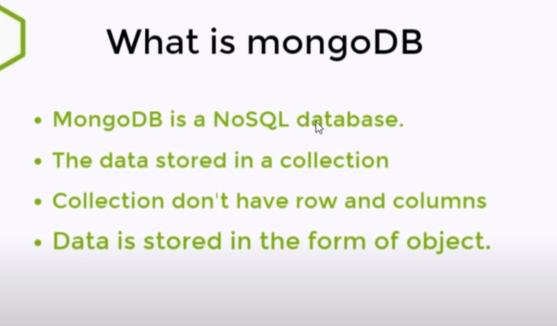 What is mongoDB
• MongoDB is a NoSQL database.
• The data stored in a collection
• Collection don't have row and columns
• Data is stored in the form of object.